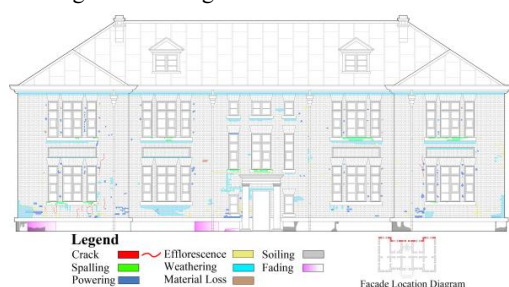 Legend
Crack Efflorescence Soiling
Spalling Weathering Fading
Powering Material Loss
Facade Location Diagram